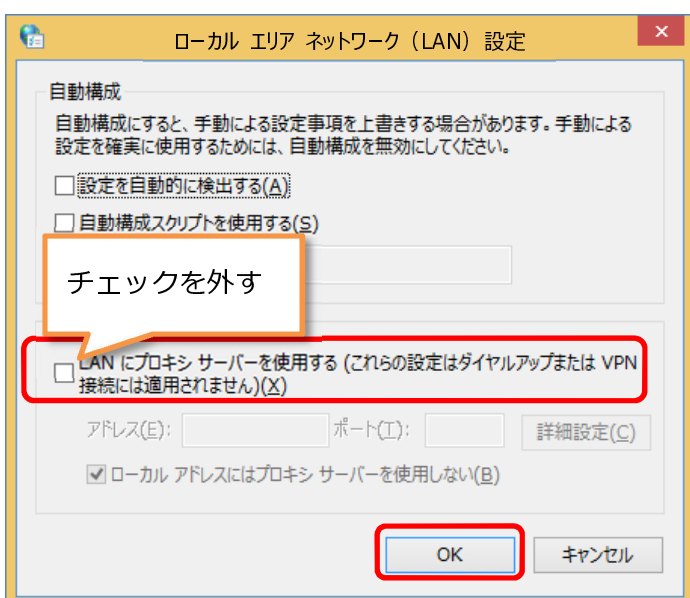 ローカル エリア ネットワーク (LAN) 設定
自動構成
自動構成にすると、手動による設定事項を上書きする場合があります。手動による
設定を確実に使用するためには、自動構成を無効にしてください。
設定を自動的に検出する(A)
自動構成スクリプトを使用する(S)
チェックを外す
LAN にプロキシ サーバーを使用する (これらの設定はダイヤルアップまたは VPN
接続には適用されません)(X)
アドレス(E):
ポート(T):
詳細設定(C)
ローカル アドレスにはプロキシ サーバーを使用しない(B)
OK
キャンセル